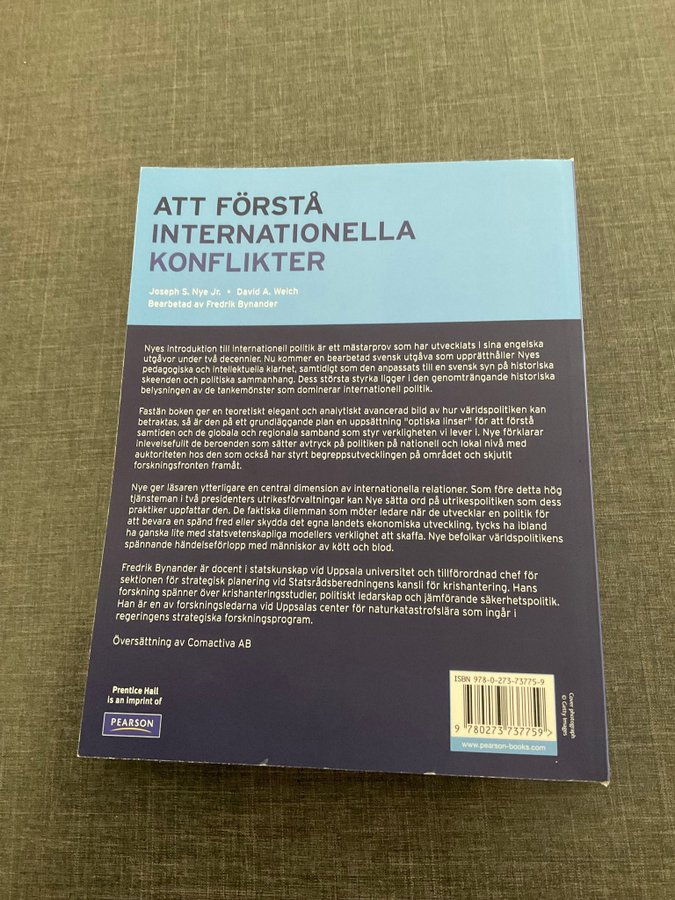 ATT FÖRSTÅ
INTERNATIONELLA
KONFLIKTER
Joseph S. Nye Jr. • David A. Welch
Bearbetad av Fredrik Bynander
Nyes introduktion till internationell politik är ett mästarprov som har utvecklats i sina engelska
utgåvor under två decennier. Nu kommer en bearbetad svensk utgåva som upprätthåller Nyes
pedagogiska och intellektuella klarhet, samtidigt som den anpassats till en svensk syn på historiska
skeenden och politiska sammanhang. Dess största styrka ligger i den genomträngande historiska
belysningen av de tankemönster som dominerar internationell politik.
Fastän boken ger en teoretiskt elegant och analytiskt avancerad bild av hur världspolitiken kan
betraktas, så är den på ett grundläggande plan en uppsättning "optiska linser" för att förstå
samtiden och de globala och regionala samband som styr verkligheten vi lever i. Nye förklarar
inlevelsefullt de beroenden som sätter avtryck på politiken på nationell och lokal nivå med
auktoriteten hos den som också har styrt begreppsutvecklingen på området och skjutit
forskningsfronten framåt.
Nye ger läsaren ytterligare en central dimension av internationella relationer. Som före detta hög
tjänsteman i två presidenters utrikesförvaltningar kan Nye sätta ord på utrikespolitiken som dess
praktiker uppfattar den. De faktiska dilemman som möter ledare när de utvecklar en politik för
att bevara en spänd fred eller skydda det egna landets ekonomiska utveckling, tycks ha ibland
ha ganska lite med statsvetenskapliga modellers verklighet att skaffa. Nye befolkar världspolitikens
spännande händelseförlopp med människor av kött och blod.
Fredrik Bynander är docent i statskunskap vid Uppsala universitet och tillförordnad chef för
sektionen för strategisk planering vid Statsrådsberedningens kansli för krishantering. Hans
forskning spänner över krishanteringsstudier, politiskt ledarskap och jämförande säkerhetspolitik.
Han är en av forskningsledarna vid Uppsalas center för naturkatastrofslära som ingår i
regeringens strategiska forskningsprogram.
Översättning av Comactiva AB
Prentice Hall
is an imprint of
PEARSON
ISBN 978-0-273-73775-9
9 780273 737759 >
www.pearson-books.com
Cover photograph
© Getty Images